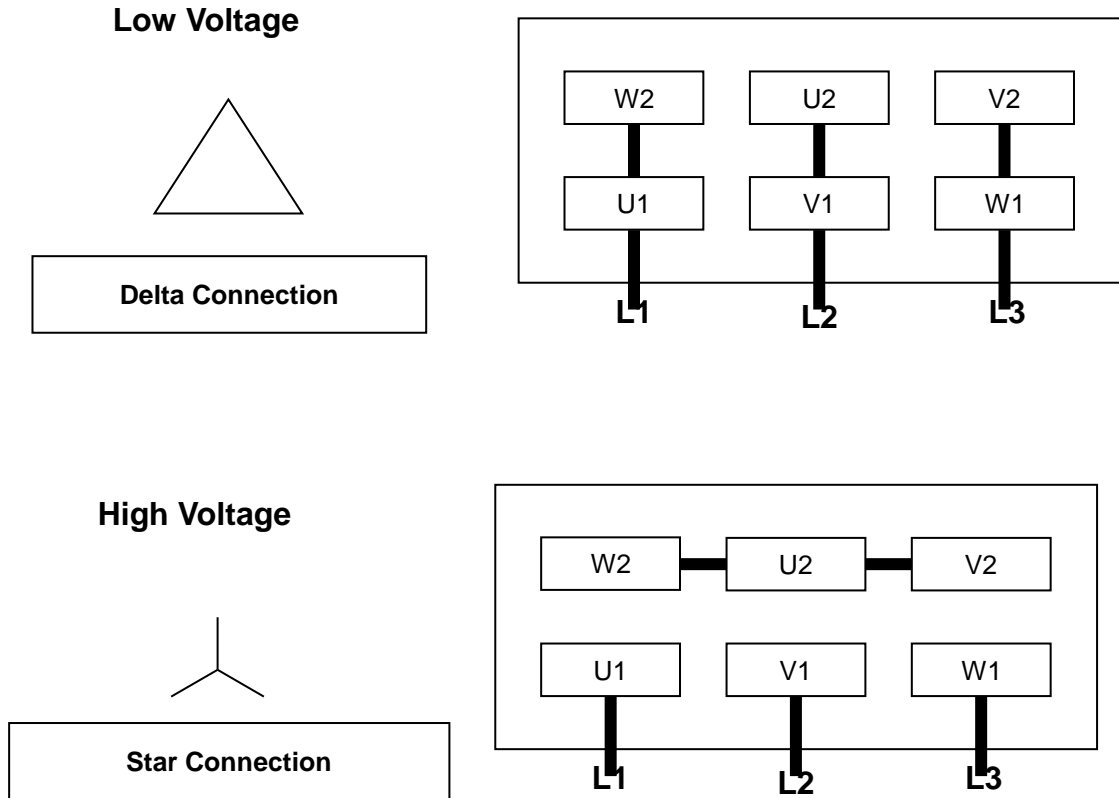 Low Voltage
W2 U2 V2
U1 V1 W1
Delta Connection
L1 L2 L3
High Voltage
W2 U2 V2
U1 V1 W1
Star Connection
L1 L2 L3